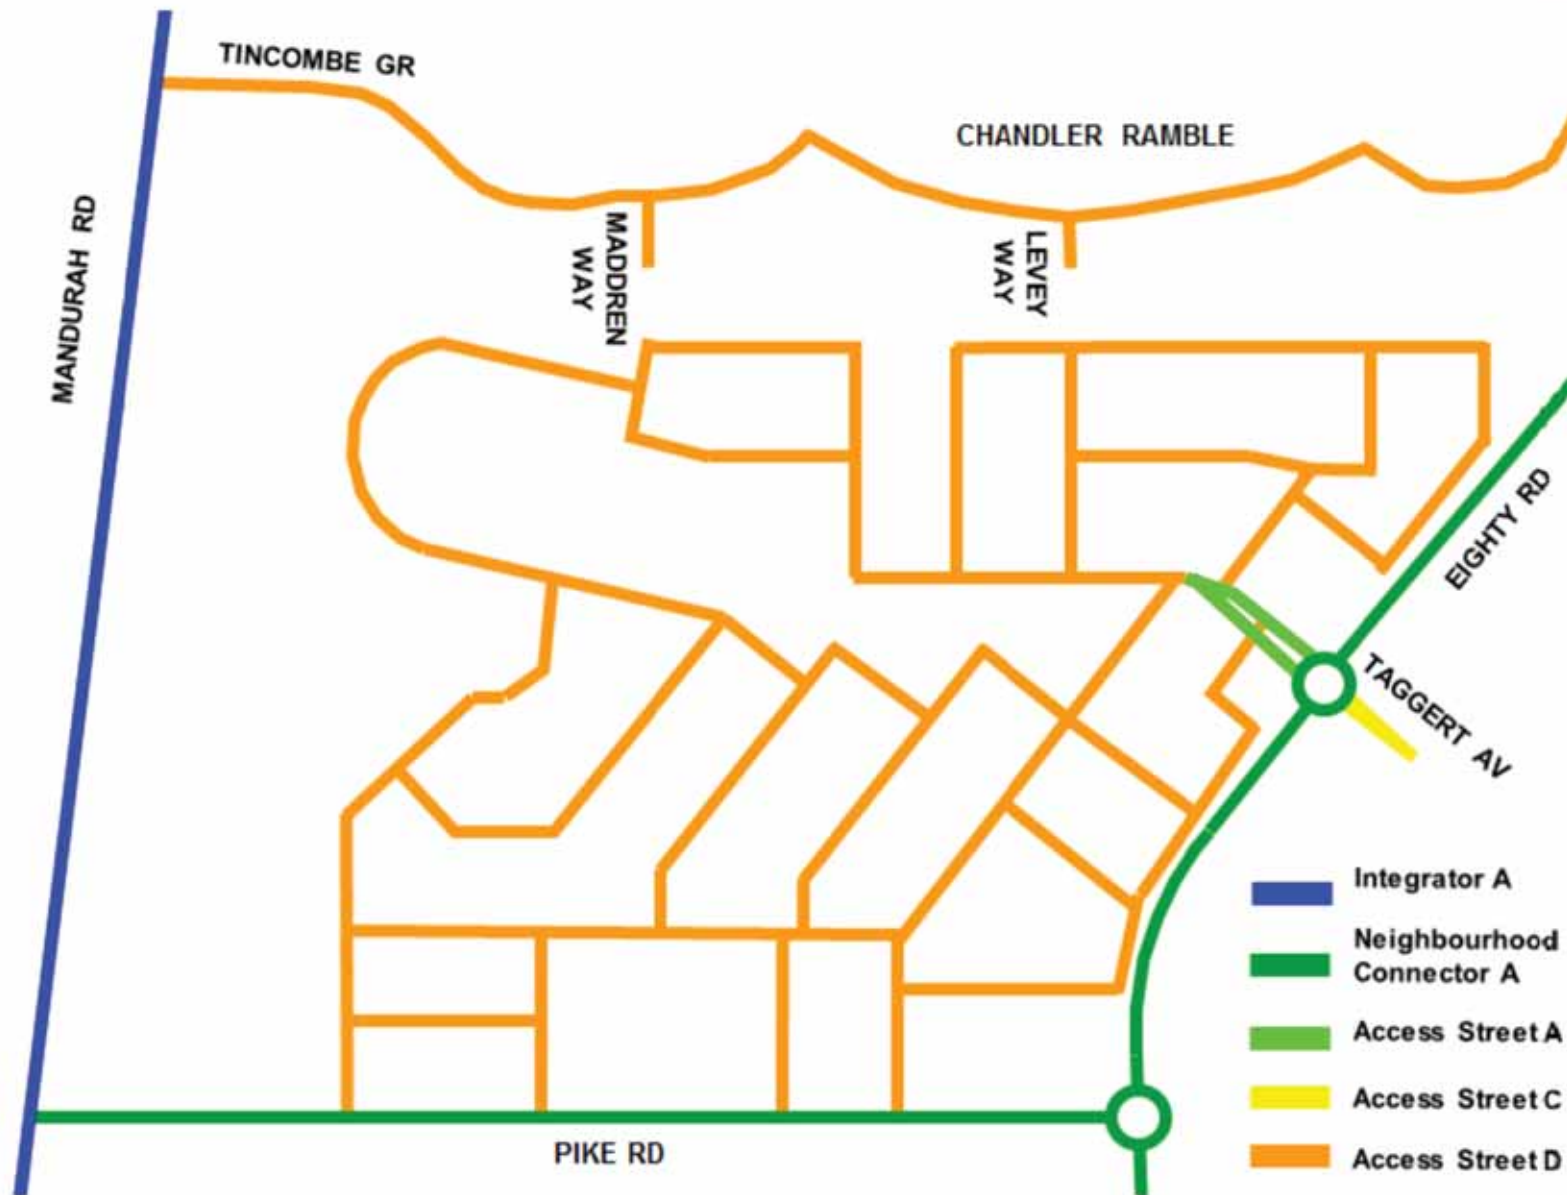 TINCOMBE GR
CHANDLER RAMBLE
MANDURAH RD
MADDREN
WAY
LEVEY
WAY
EIGHTY RD
TAGGERT AV
Integrator A
Neighbourhood
Connector A
Access Street A
Access Street C
Access Street D
PIKE RD